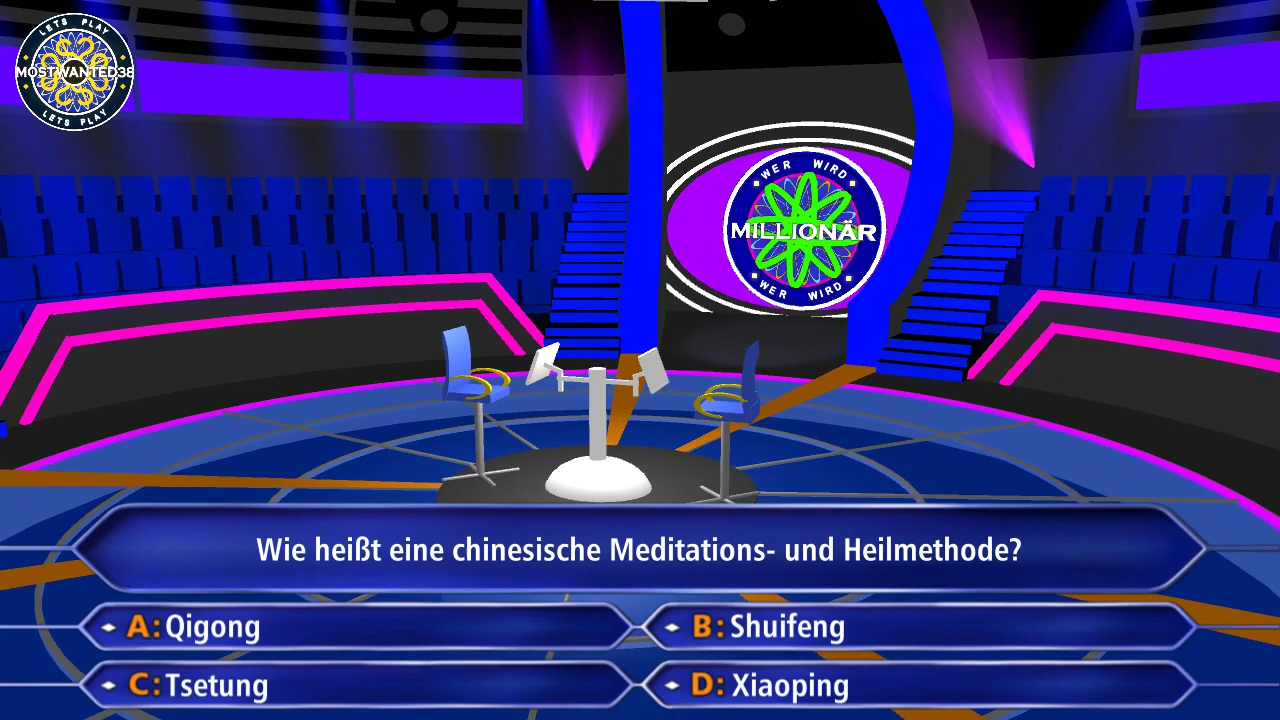 LETS PLAY
MOSTWANTED38
LETS PLAY
WER WIRD
MILLIONÄR
WER WIRD
Wie heißt eine chinesische Meditations- und Heilmethode?
A: Qigong
B: Shuifeng
C: Tsetung
D: Xiaoping